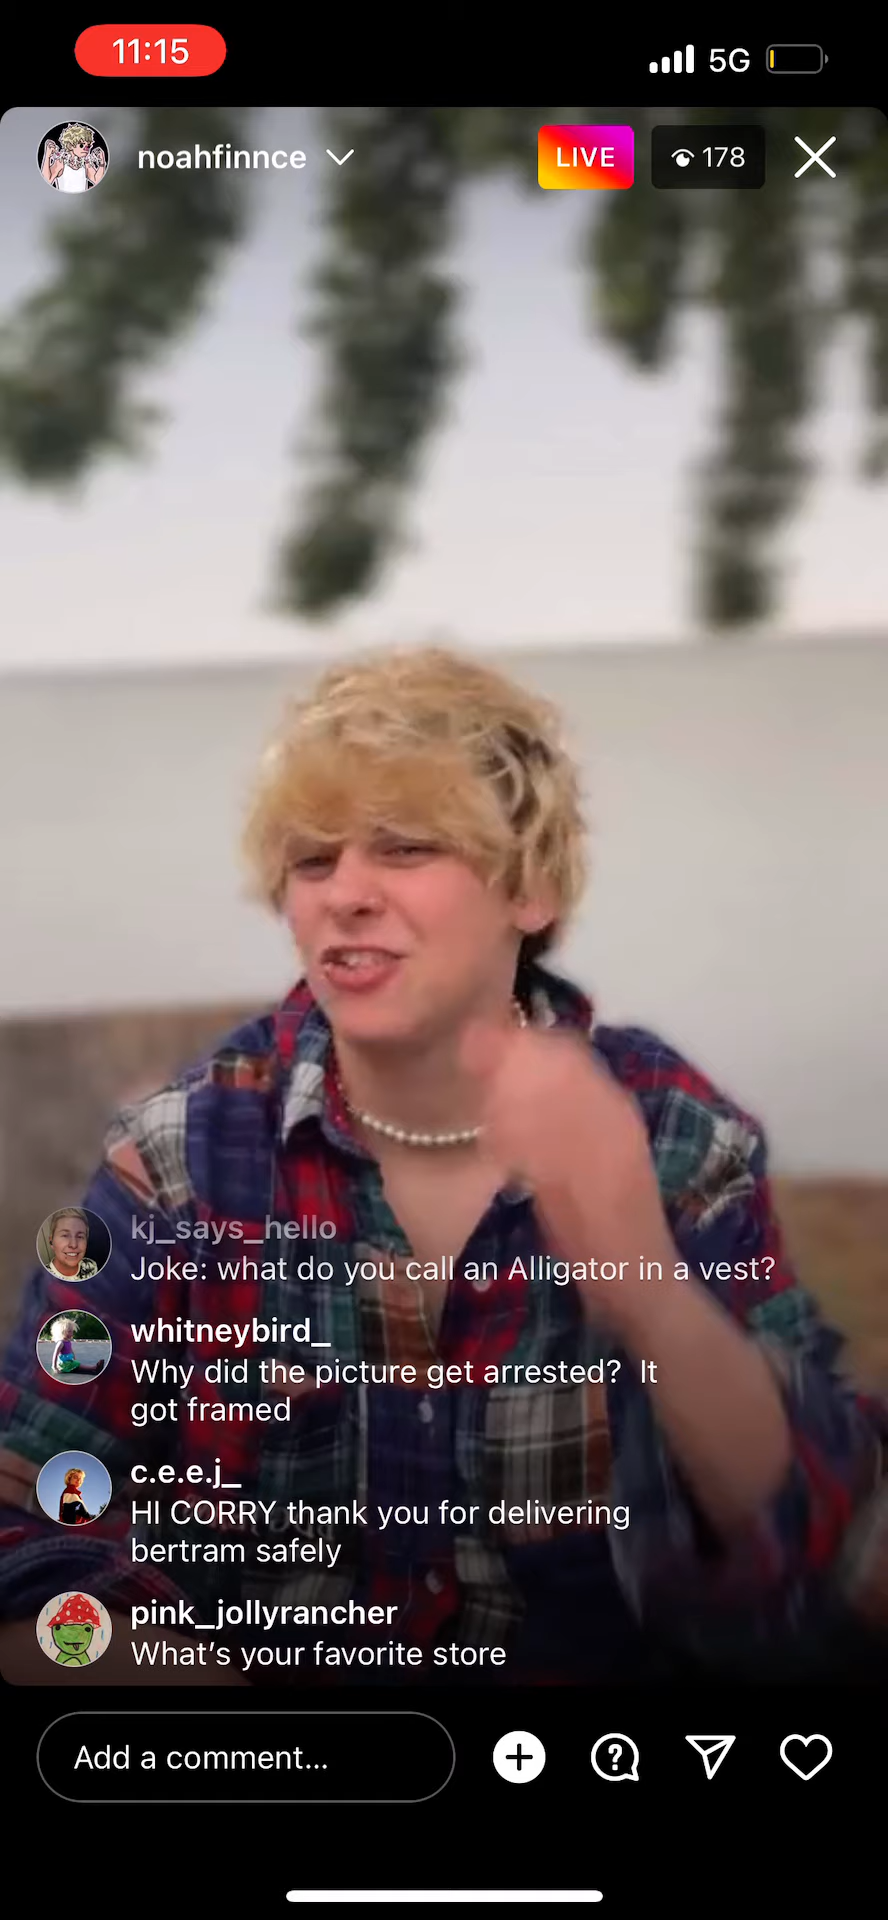 11:15
5G
noahfinnce
LIVE
178
kj_says_hello
Joke: what do you call an Alligator in a vest?
whitneybird_
Why did the picture get arrested?  It
got framed
c.e.e.j_
HI CORRY thank you for delivering
bertram safely
pink_jollyrancher
What's your favorite store
Add a comment...